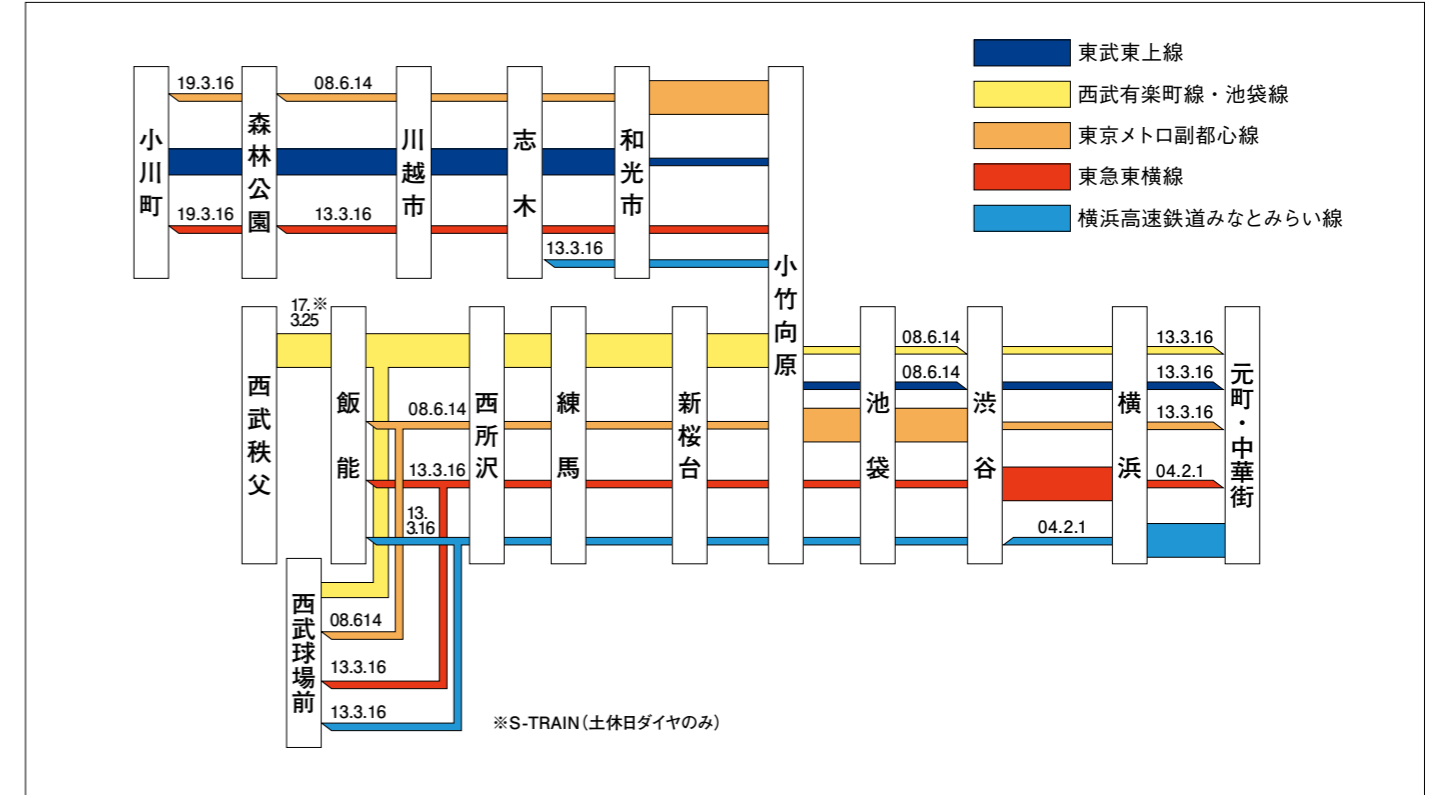 東武東上線
西武有楽町線・池袋線
東京メトロ副都心線
東急東横線
横浜高速鉄道みなとみらい線
19.3.16
08.6.14
小川町
森林公園
川越市
志木
和光市
19.3.16
13.3.16
13.3.16
小竹向原
17.※
3.25
西武秩父
飯能
西所沢
練馬
新桜台
池袋
渋谷
横浜
元町・中華街
08.6.14
13.3.16
08.6.14
13.3.16
08.6.14
13.3.16
13.3.16
04.2.1
13.
3.16
04.2.1
西武球場前
08.614
13.3.16
13.3.16
※S-TRAIN（土休日ダイヤのみ）